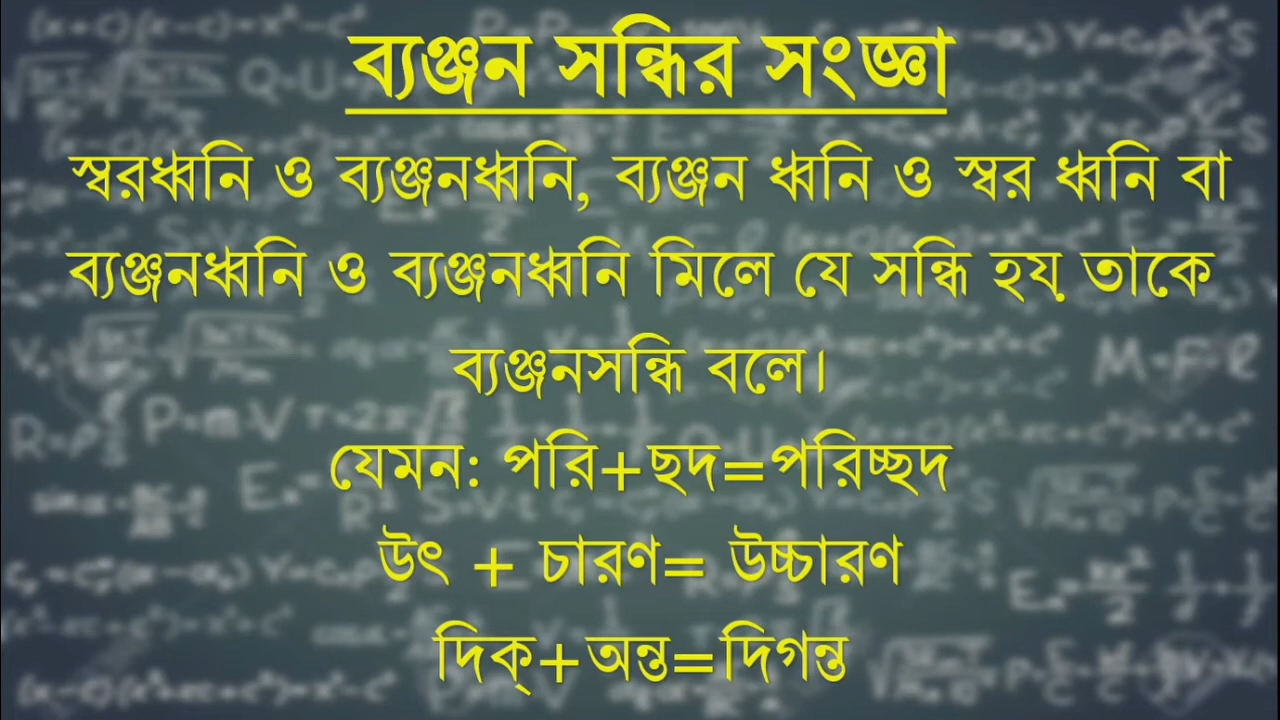 ব্যঞ্জন সন্ধির সংজ্ঞা
স্বরধ্বনি ও ব্যঞ্জনধ্বনি, ব্যঞ্জন ধ্বনি ও স্বর ধ্বনি বা
ব্যঞ্জনধ্বনি ও ব্যঞ্জনধ্বনি মিলে যে সন্ধি হয় তাকে
ব্যঞ্জনসন্ধি বলে।
যেমন: পরি+ছদ=পরিচ্ছদ
উৎ + চারণ= উচ্চারণ
দিক্+অন্ত=দিগন্ত